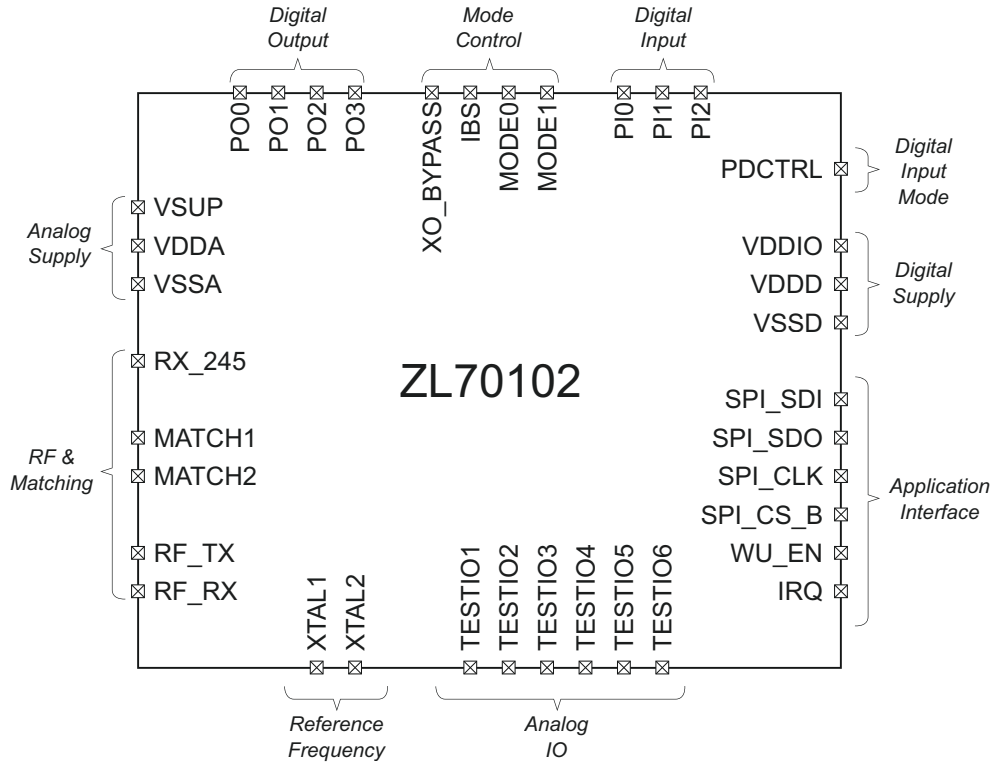 Digital
Output
Mode
Control
Digital
Input
PO0
PO1
PO2
PO3
XO_BYPASS
IBS
MODE0
MODE1
PI0
PI1
PI2
PDCTRL
Digital
Input
Mode
Analog
Supply
VSUP
VDDA
VSSA
VDDIO
VDDD
VSSD
Digital
Supply
RF &
Matching
RX_245
MATCH1
MATCH2
RF_TX
RF_RX
ZL70102
SPI_SDI
SPI_SDO
SPI_CLK
SPI_CS_B
WU_EN
IRQ
Application
Interface
XTAL1
XTAL2
TESTIO1
TESTIO2
TESTIO3
TESTIO4
TESTIO5
TESTIO6
Reference
Frequency
Analog
IO